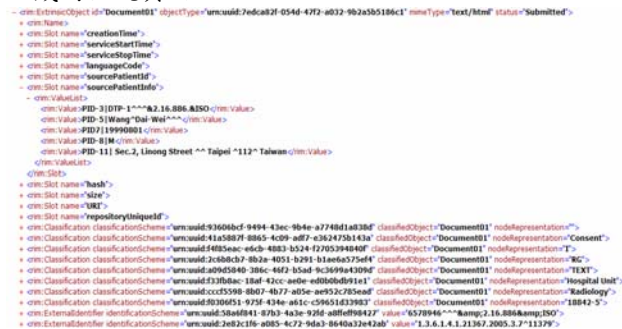 - <rim:ExtrinsicObject id="Document01" objectType="urn:uuid:7edca82f-054d-47f2-a032-9b2a5b5186c1" mimeType="text/html" status="Submitted">
+ <rim:Name>
+ <rim:Slot name="creationTime">
+ <rim:Slot name="serviceStartTime">
+ <rim:Slot name="serviceStopTime">
+ <rim:Slot name="languageCode">
+ <rim:Slot name="sourcePatientId">
- <rim:Slot name="sourcePatientInfo">
- <rim:ValueList>
<rim:Value>PID-3|DTP-1^^^&2.16.886.&ISO</rim:Value>
<rim:Value>PID-5|Wang^Dai-Wei^^^</rim:Value>
<rim:Value>PID7|19990801</rim:Value>
<rim:Value>PID-8|M</rim:Value>
<rim:Value>PID-11| Sec.2, Linong Street ^^ Taipei ^112^ Taiwan</rim:Value>
</rim:ValueList>
</rim:Slot>
+ <rim:Slot name="hash">
+ <rim:Slot name="size">
+ <rim:Slot name="URI">
+ <rim:Slot name="repositoryUniqueId">
+ <rim:Classification classificationScheme="urn:uuid:93606bcf-9494-43ec-9b4e-a7748d1a838d" classifiedObject="Document01" nodeRepresentation="">
+ <rim:Classification classificationScheme="urn:uuid:41a5887f-8865-4c09-adf7-e362475b143a" classifiedObject="Document01" nodeRepresentation="Consent">
+ <rim:Classification classificationScheme="urn:uuid:f4f85eac-e6cb-4883-b524-f2705394840f" classifiedObject="Document01" nodeRepresentation="I">
+ <rim:Classification classificationScheme="urn:uuid:2c6b8cb7-8b2a-4051-b291-b1ae6a575ef4" classifiedObject="Document01" nodeRepresentation="RG">
+ <rim:Classification classificationScheme="urn:uuid:a09d5840-386c-46f2-b5ad-9c3699a4309d" classifiedObject="Document01" nodeRepresentation="TEXT">
+ <rim:Classification classificationScheme="urn:uuid:f33fb8ac-18af-42cc-ae0e-ed0b0bdb91e1" classifiedObject="Document01" nodeRepresentation="Hospital Unit">
+ <rim:Classification classificationScheme="urn:uuid:cccf5598-8b07-4b77-a05e-ae952c785ead" classifiedObject="Document01" nodeRepresentation="Radiology">
+ <rim:Classification classificationScheme="urn:uuid:f0306f51-975f-434e-a61c-c59651d33983" classifiedObject="Document01" nodeRepresentation="18842-5">
+ <rim:ExternalIdentifier identificationScheme="urn:uuid:58a6f841-87b3-4a3e-92fd-a8ffeff98427" value="6578946^^^&amp;2.16.886&amp;ISO">
+ <rim:ExternalIdentifier identificationScheme="urn:uuid:2e82c1f6-a085-4c72-9da3-8640a32e42ab" value="1.3.6.1.4.1.21367.2005.3.7^11379">